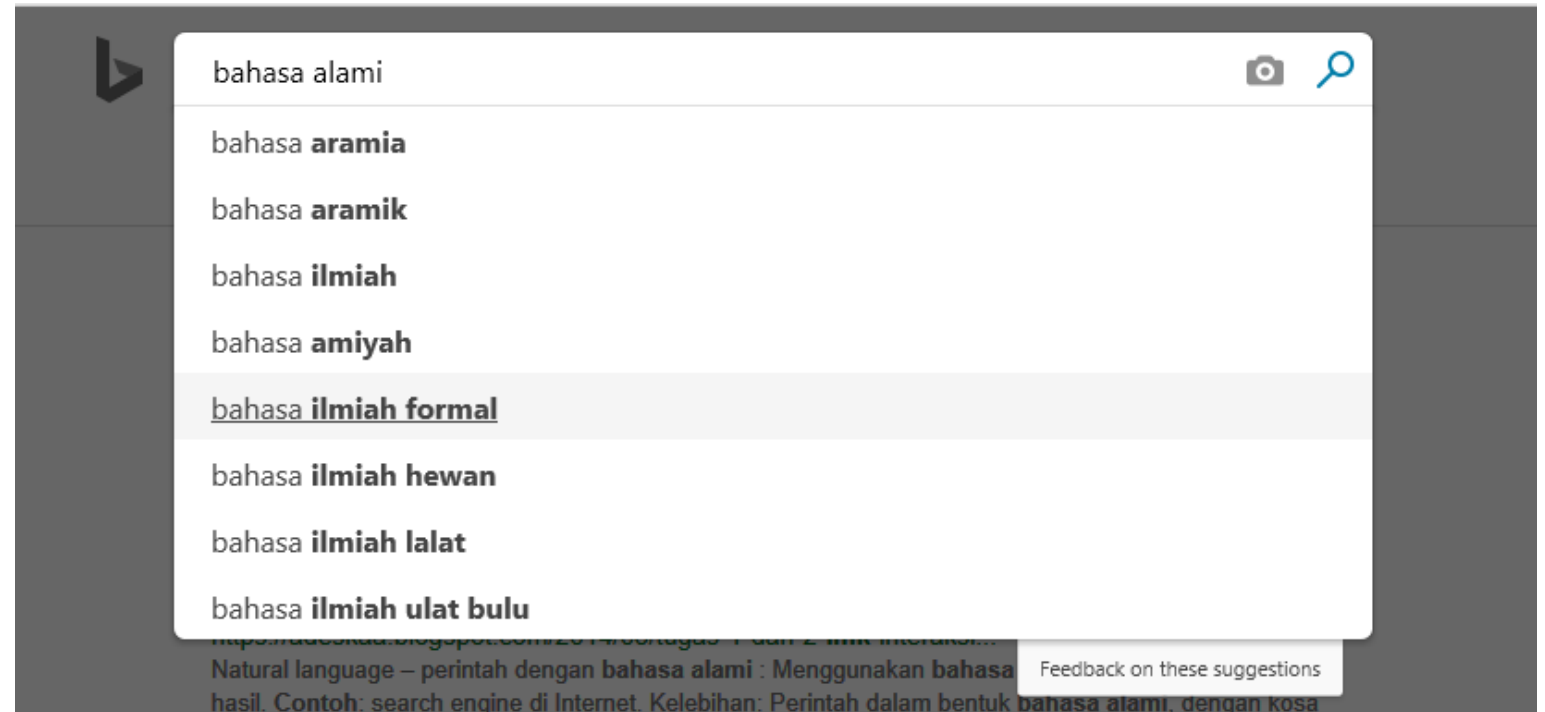 bahasa alami
bahasa aramia
bahasa aramik
bahasa ilmiah
bahasa amiyah
bahasa ilmiah formal
bahasa ilmiah hewan
bahasa ilmiah lalat
bahasa ilmiah ulat bulu
Feedback on these suggestions
Natural language – perintah dengan bahasa alami : Menggunakan bahasa
hasil. Contoh: search engine di Internet. Kelebihan: Perintah dalam bentuk bahasa alami, dengan kosa